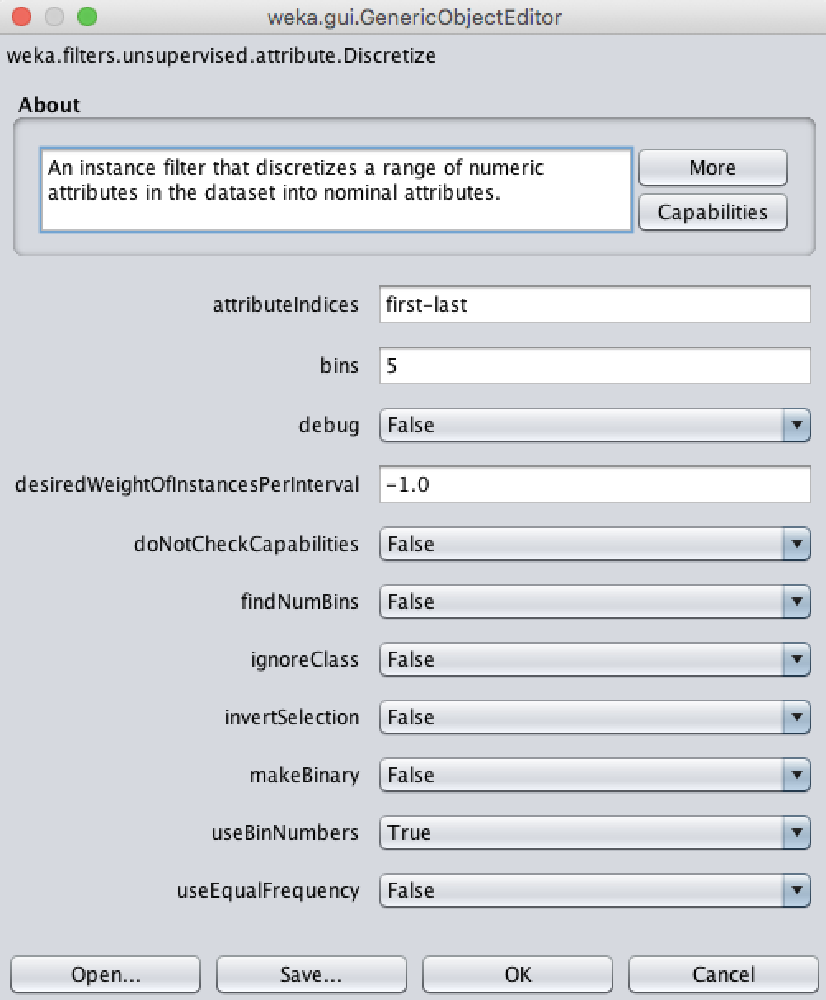 weka.gui.GenericObjectEditor
weka.filters.unsupervised.attribute.Discretize
About
An instance filter that discretizes a range of numeric
attributes in the dataset into nominal attributes.
More
Capabilities
attributeIndices first-last
bins 5
debug False
desiredWeightOfInstancesPerInterval -1.0
doNotCheckCapabilities False
findNumBins False
ignoreClass False
invertSelection False
makeBinary False
useBinNumbers True
useEqualFrequency False
Open... Save... OK Cancel